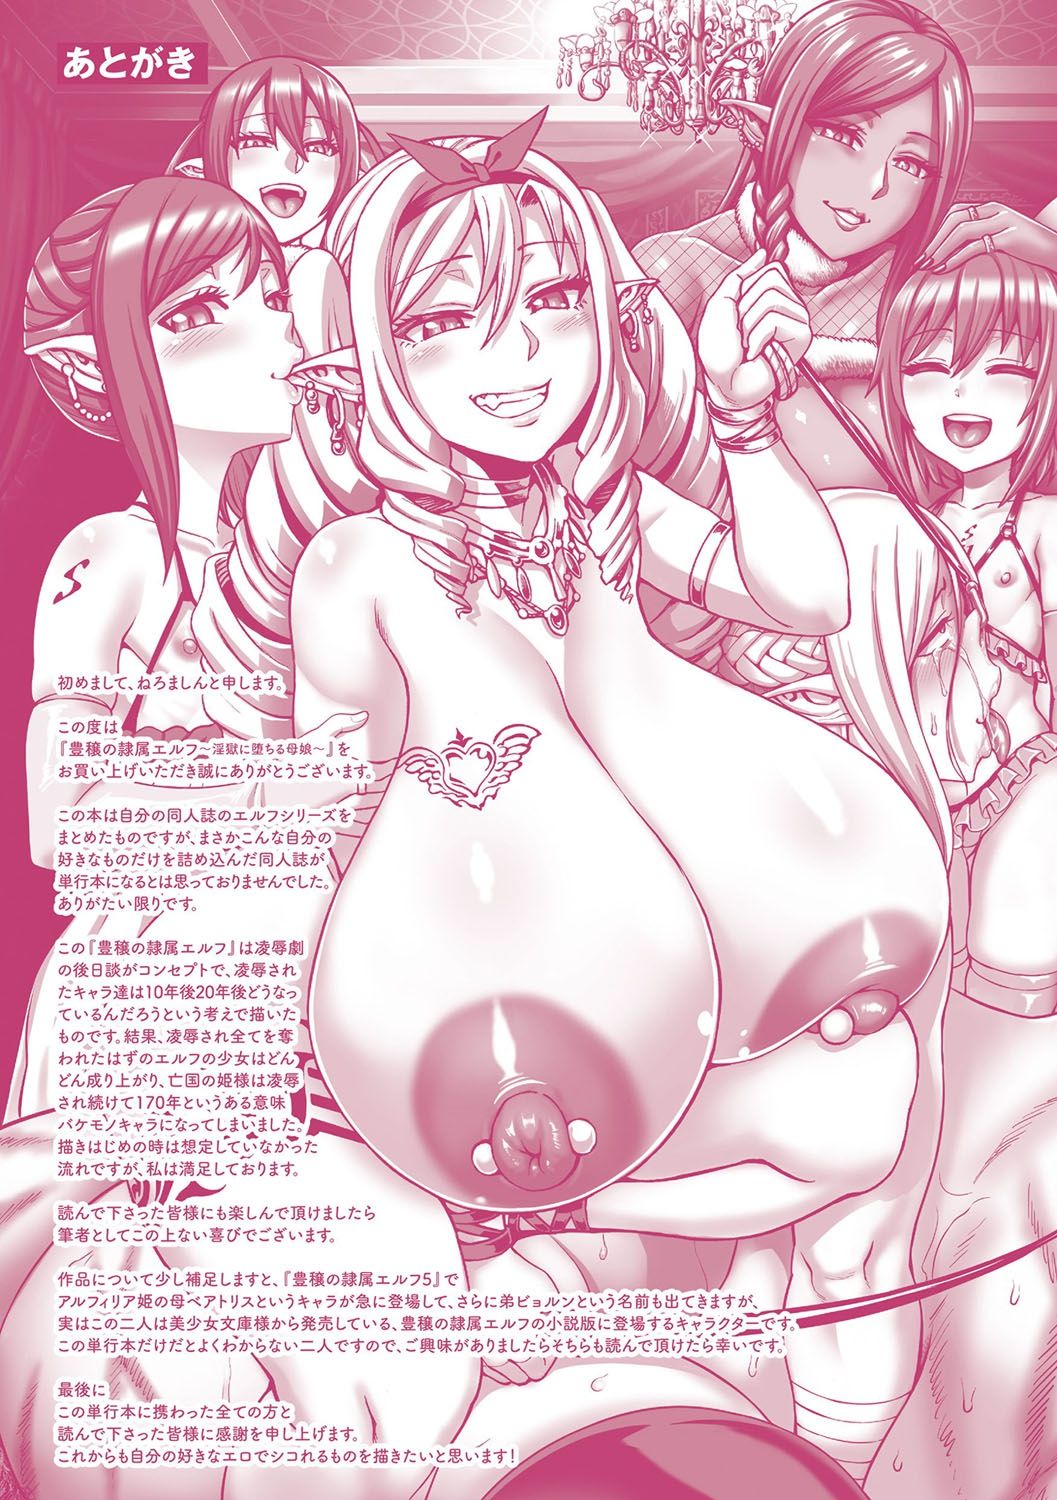 あとがき
初めまして、ねろましんと申します。
この度は
『豊穣の隷属エルフ〜淫獄に堕ちる母娘〜』を
お買い上げいただき誠にありがとうございます。
この本は自分の同人誌のエルフシリーズを
まとめたものですが、まさかこんな自分の
好きなものだけを詰め込んだ同人誌が
単行本になるとは思っておりませんでした。
ありがたい限りです。
この『豊穣の隷属エルフ』は凌辱劇
の後日談がコンセプトで、凌辱され
たキャラ達は10年後20年後どうなっ
ているんだろうという考えで描いた
ものです。結果、凌辱され全てを奪
われたはずのエルフの少女はどん
どん成り上がり、亡国の姫様は凌辱
され続けて170年というある意味
バケモノキャラになってしまいました。
描きはじめの時は想定していなかった
流れですが、私は満足しております。
読んで下さった皆様にも楽しんで頂けましたら
筆者としてこの上ない喜びでございます。
作品について少し補足しますと、『豊穣の隷属エルフ5』で
アルフィリア姫の母ベアトリスというキャラが急に登場して、さらに弟ビョルンという名前も出てきますが、
実はこの二人は美少女文庫様から発売している、豊穣の隷属エルフの小説版に登場するキャラクターです。
この単行本だけだとよくわからない二人ですので、ご興味がありましたらそちらも読んで頂けたら幸いです。
最後に
この単行本に携わった全ての方と
読んで下さった皆様に感謝を申し上げます。
これからも自分の好きなエロでシコれるものを描きたいと思います!
S
S